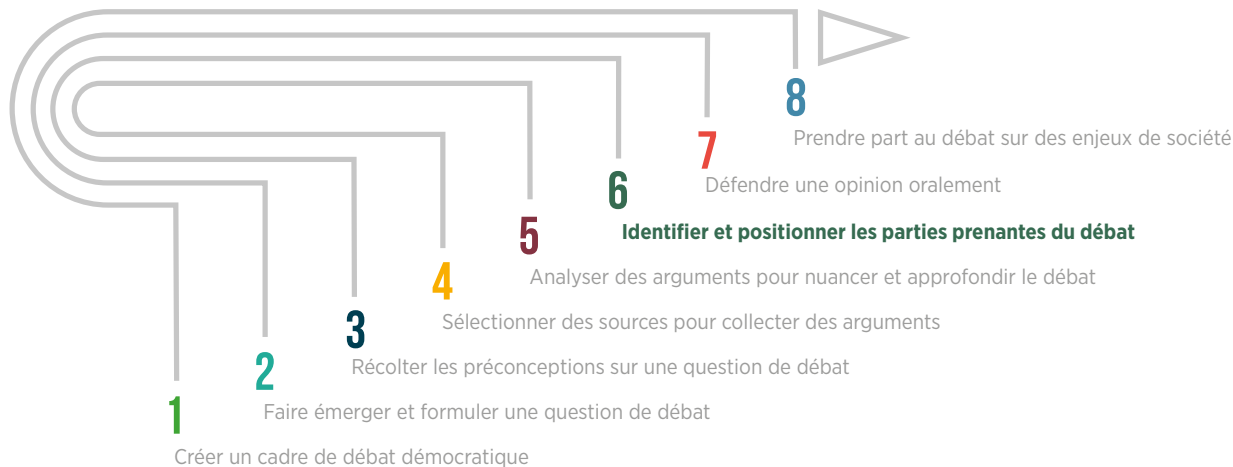 8
Prendre part au débat sur des enjeux de société
7
Défendre une opinion oralement
6
Identifier et positionner les parties prenantes du débat
5
Analyser des arguments pour nuancer et approfondir le débat
4
Sélectionner des sources pour collecter des arguments
3
Récolter les préconceptions sur une question de débat
2
Faire émerger et formuler une question de débat
1
Créer un cadre de débat démocratique